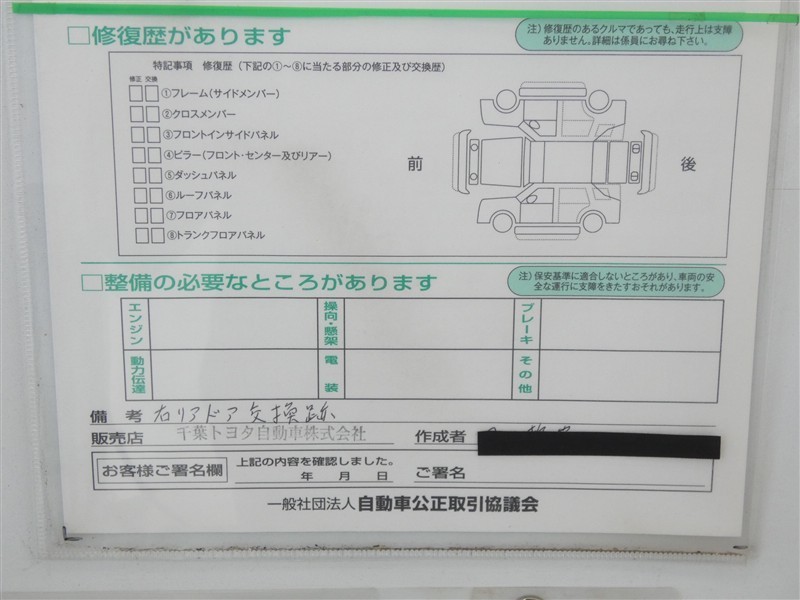 □修復歴があります
注）修復歴のあるクルマであっても、走行上は支障
ありません。詳細は係員にお尋ね下さい。
特記事項 修復歴（下記の①〜⑧に当たる部分の修正及び交換歴）
修正 交換
①フレーム（サイドメンバー）
②クロスメンバー
③フロントインサイドパネル
④ピラー（フロント・センター及びリアー）
⑤ダッシュパネル
⑥ルーフパネル
⑦フロアパネル
⑧トランクフロアパネル
前
後
□整備の必要なところがあります
注）保安基準に適合しないところがあり、車両の安
全な運行に支障をきたすおそれがあります。
エンジン
操向・懸架
ブレーキ
動力伝達
電装
その他
備考 右リアドア交換跡
販売店 千葉トヨタ自動車株式会社 作成者
お客様ご署名欄
上記の内容を確認しました。
年 月 日
ご署名
一般社団法人 自動車公正取引協議会